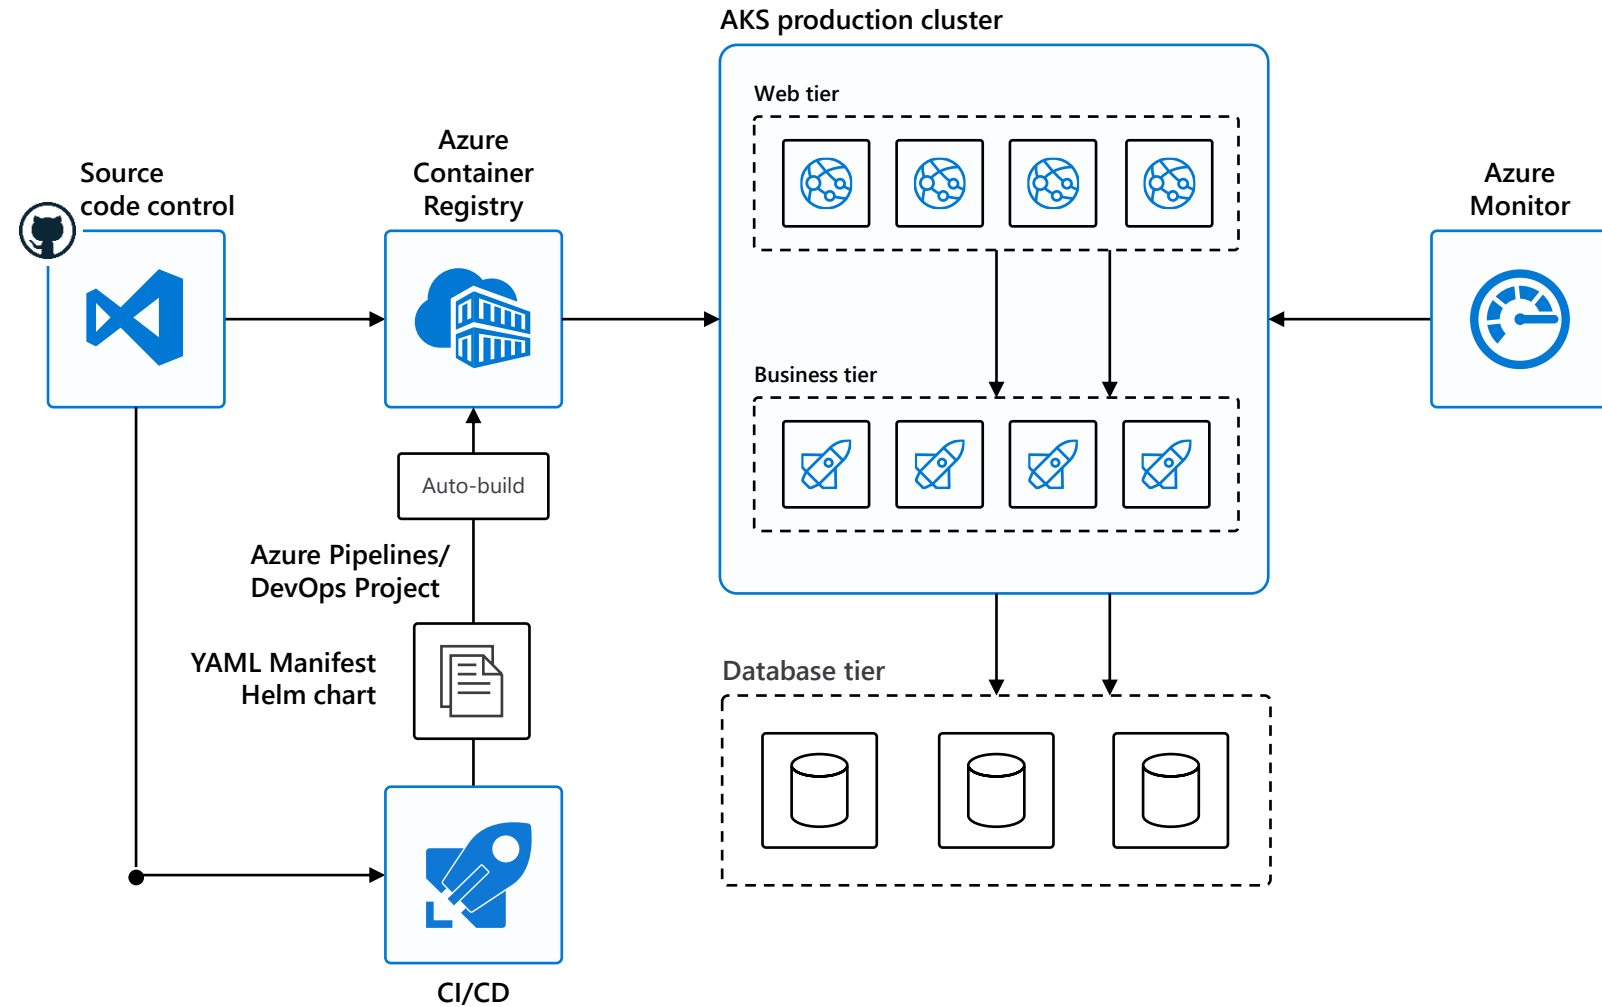 AKS production cluster
Web tier
Azure
Container
Registry
Source
code control
Azure
Monitor
Business tier
Auto-build
Azure Pipelines/
DevOps Project
YAML Manifest
Helm chart
Database tier
CI/CD